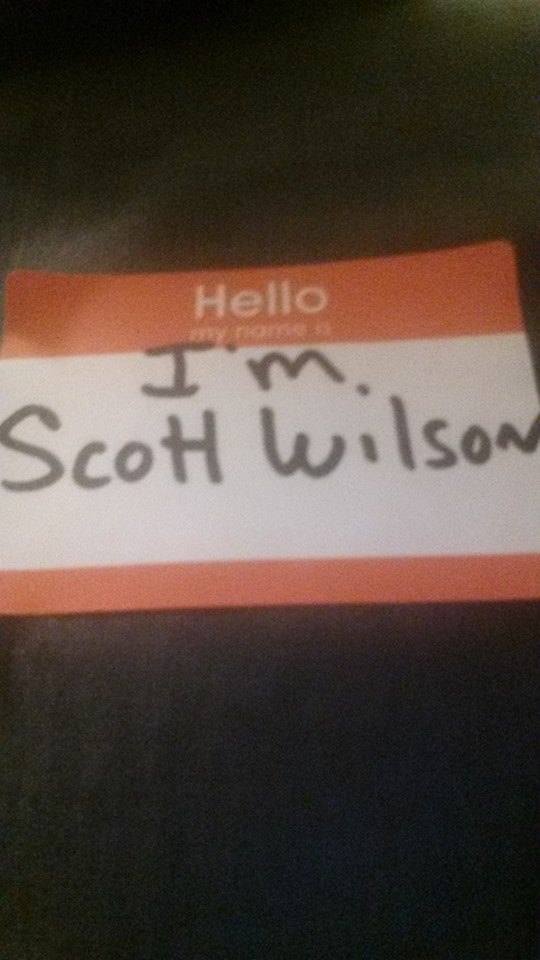 Hello
my name is
I'm
Scott Wilson